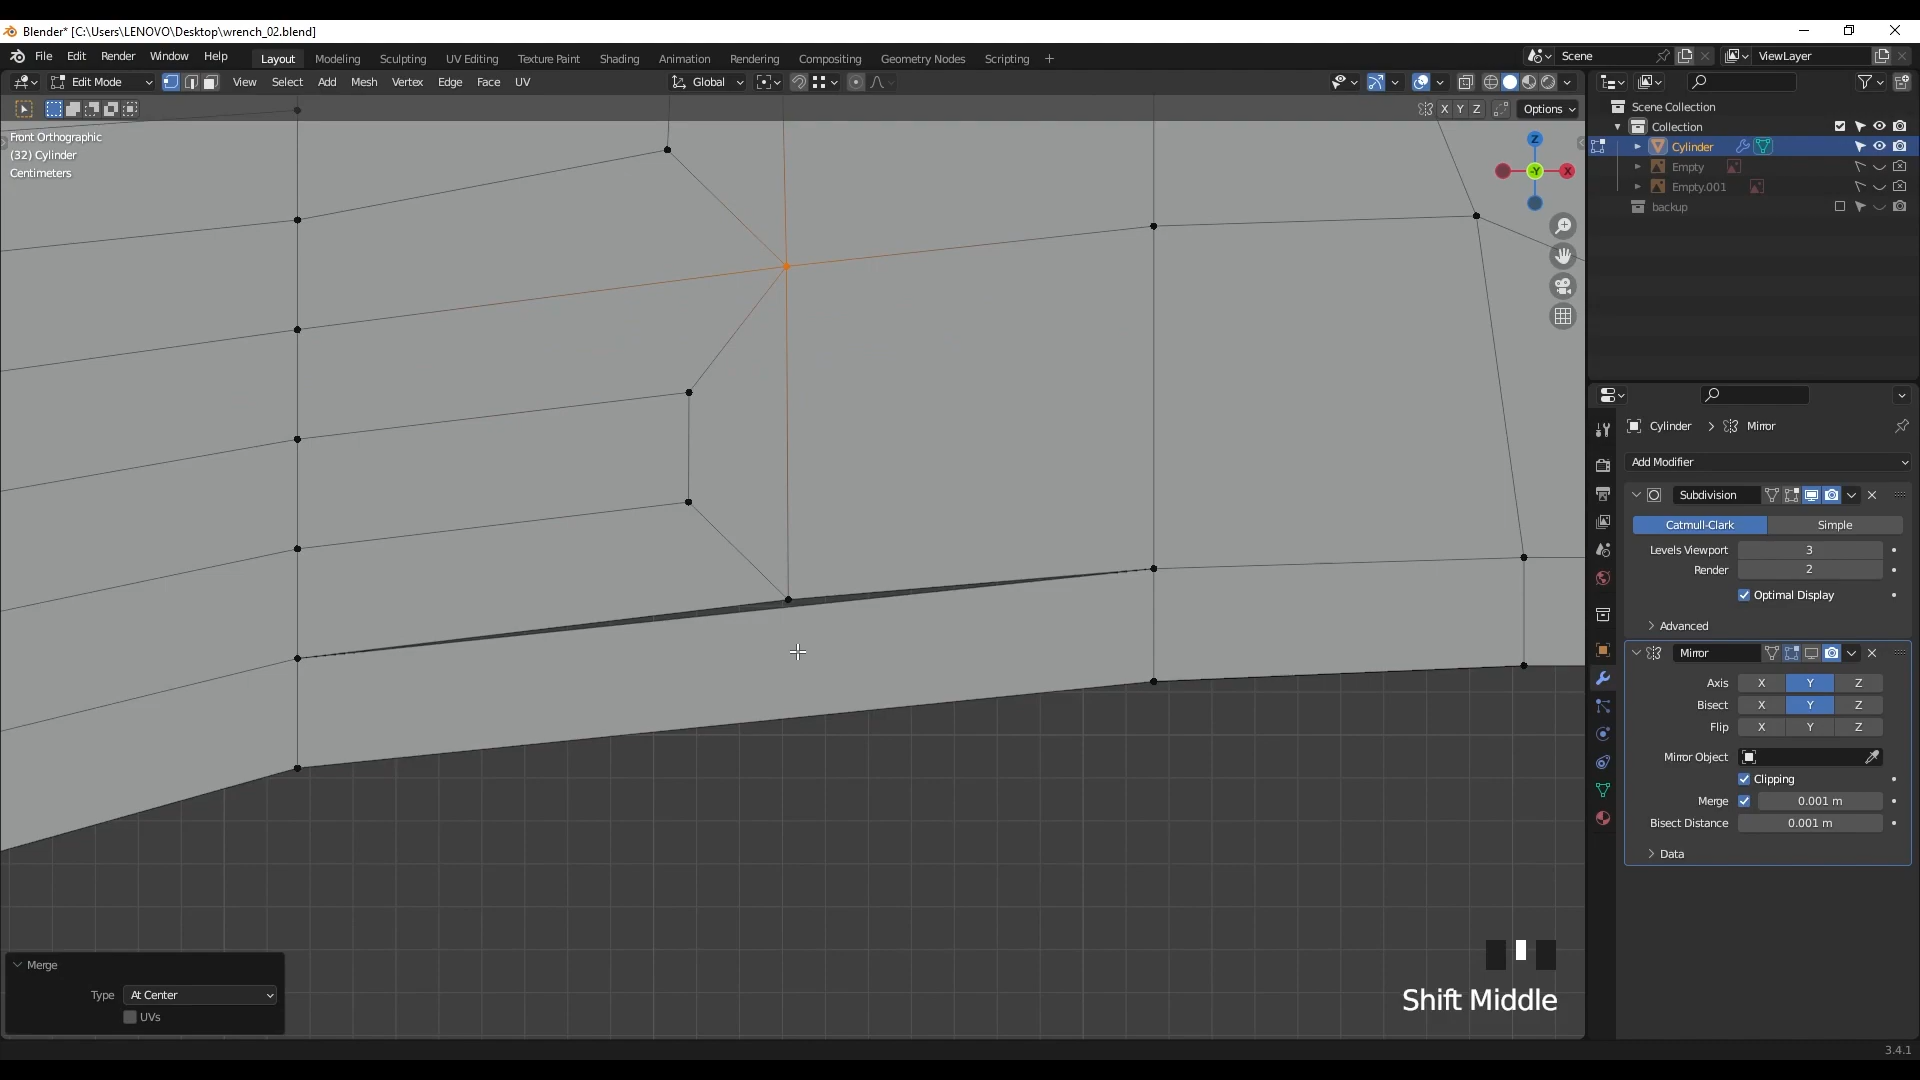 Blender* [C:\Users\LENOVO\Desktop\wrench_02.blend]
File Edit Render Window Help Layout Modeling Sculpting UV Editing Texture Paint Shading Animation Rendering Compositing Geometry Nodes Scripting + Scene ViewLayer
Edit Mode View Select Add Mesh Vertex Edge Face UV Global
X Y Z Options
Front Orthographic
(32) Cylinder
Centimeters
Z
-Y X
Scene Collection
Collection
Cylinder
Empty
Empty.001
backup
Cylinder > Mirror
Add Modifier
Subdivision
Catmull-Clark Simple
Levels Viewport 3
Render 2
Optimal Display
Advanced
Mirror
Axis X Y Z
Bisect X Y Z
Flip X Y Z
Mirror Object
Clipping
Merge 0.001 m
Bisect Distance 0.001 m
Data
Merge
Type At Center
UVs
Shift Middle
3.4.1